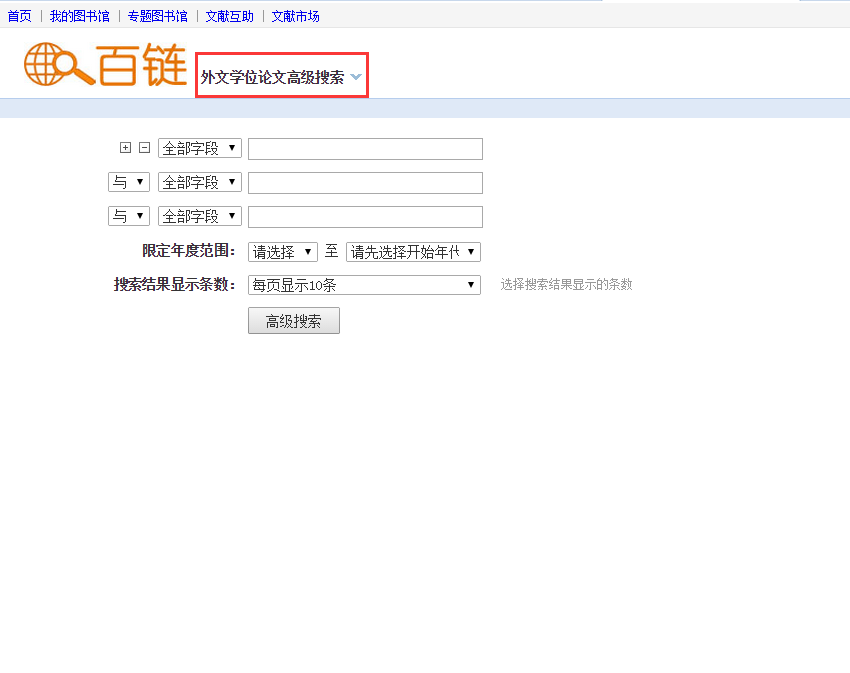 首页 | 我的图书馆 | 专题图书馆 | 文献互助 | 文献市场
百链
外文学位论文高级搜索
全部字段
与 全部字段
与 全部字段
限定年度范围: 请选择 至 请先选择开始年代
搜索结果显示条数: 每页显示10条 选择搜索结果显示的条数
高级搜索